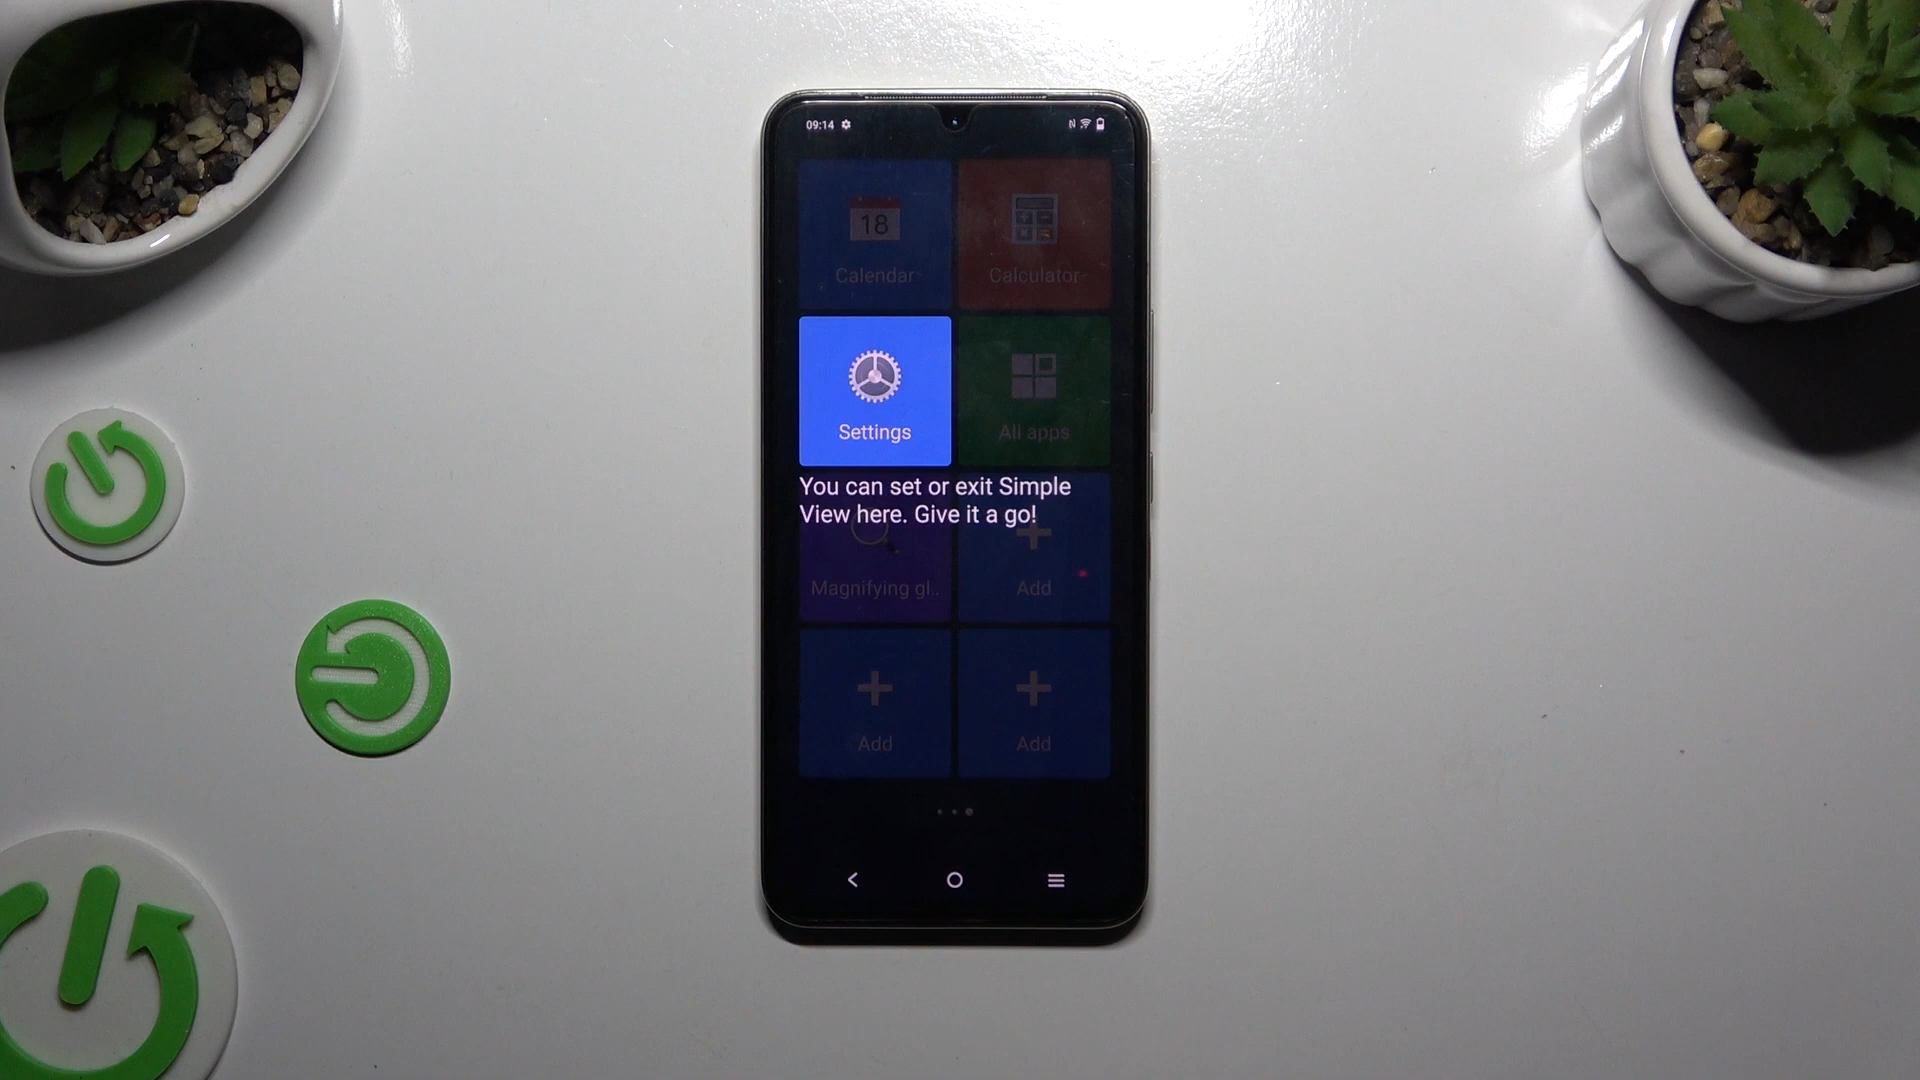 09:14
18
Calendar
Calculator
Settings
All apps
You can set or exit Simple
View here. Give it a go!
Magnifying gl..
Add
Add
Add